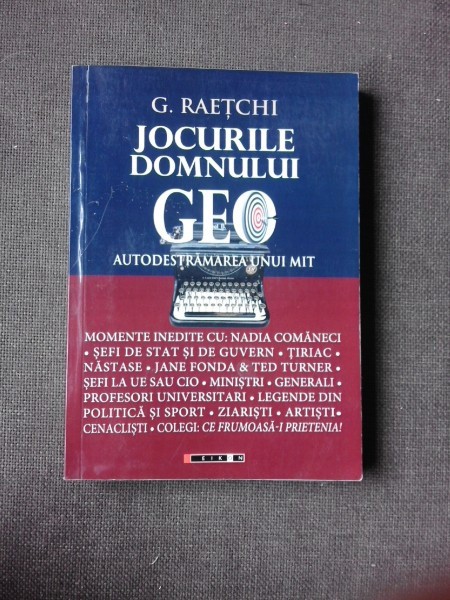 G. RAEȚCHI
JOCURILE
DOMNULUI
GEO
AUTODESTRĂMAREA UNUI MIT
MOMENTE INEDITE CU: NADIA COMĂNECI
• ȘEFI DE STAT ȘI DE GUVERN • ȚIRIAC •
NĂSTASE • JANE FONDA & TED TURNER •
ȘEFI LA UE SAU CIO • MINIȘTRI • GENERALI •
PROFESORI UNIVERSITARI • LEGENDE DIN
POLITICĂ ȘI SPORT • ZIARIȘTI • ARTIȘTI •
CENACLIȘTI • COLEGI: CE FRUMOASĂ-I PRIETENIA!
EIKON